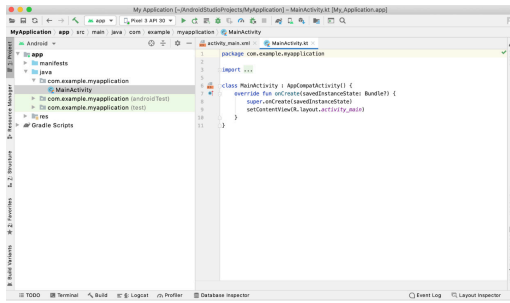 My Application [~/AndroidStudioProjects/MyApplication] – MainActivity.kt [My_Application.app]
app
Pixel 3 API 30
MyApplication app src main java com example myapplication MainActivity
1: Project
Resource Manager
Z: Structure
2: Favorites
Build Variants
Android
app
manifests
java
com.example.myapplication
MainActivity
com.example.myapplication (androidTest)
com.example.myapplication (test)
res
Gradle Scripts
activity_main.xml
MainActivity.kt
1 package com.example.myapplication
2
3 import ...
5
6 class MainActivity : AppCompatActivity() {
7 override fun onCreate(savedInstanceState: Bundle?) {
8 super.onCreate(savedInstanceState)
9 setContentView(R.layout.activity_main)
10 }
11 }
TODO
Terminal
Build
6: Logcat
Profiler
Database Inspector
Event Log
Layout Inspector